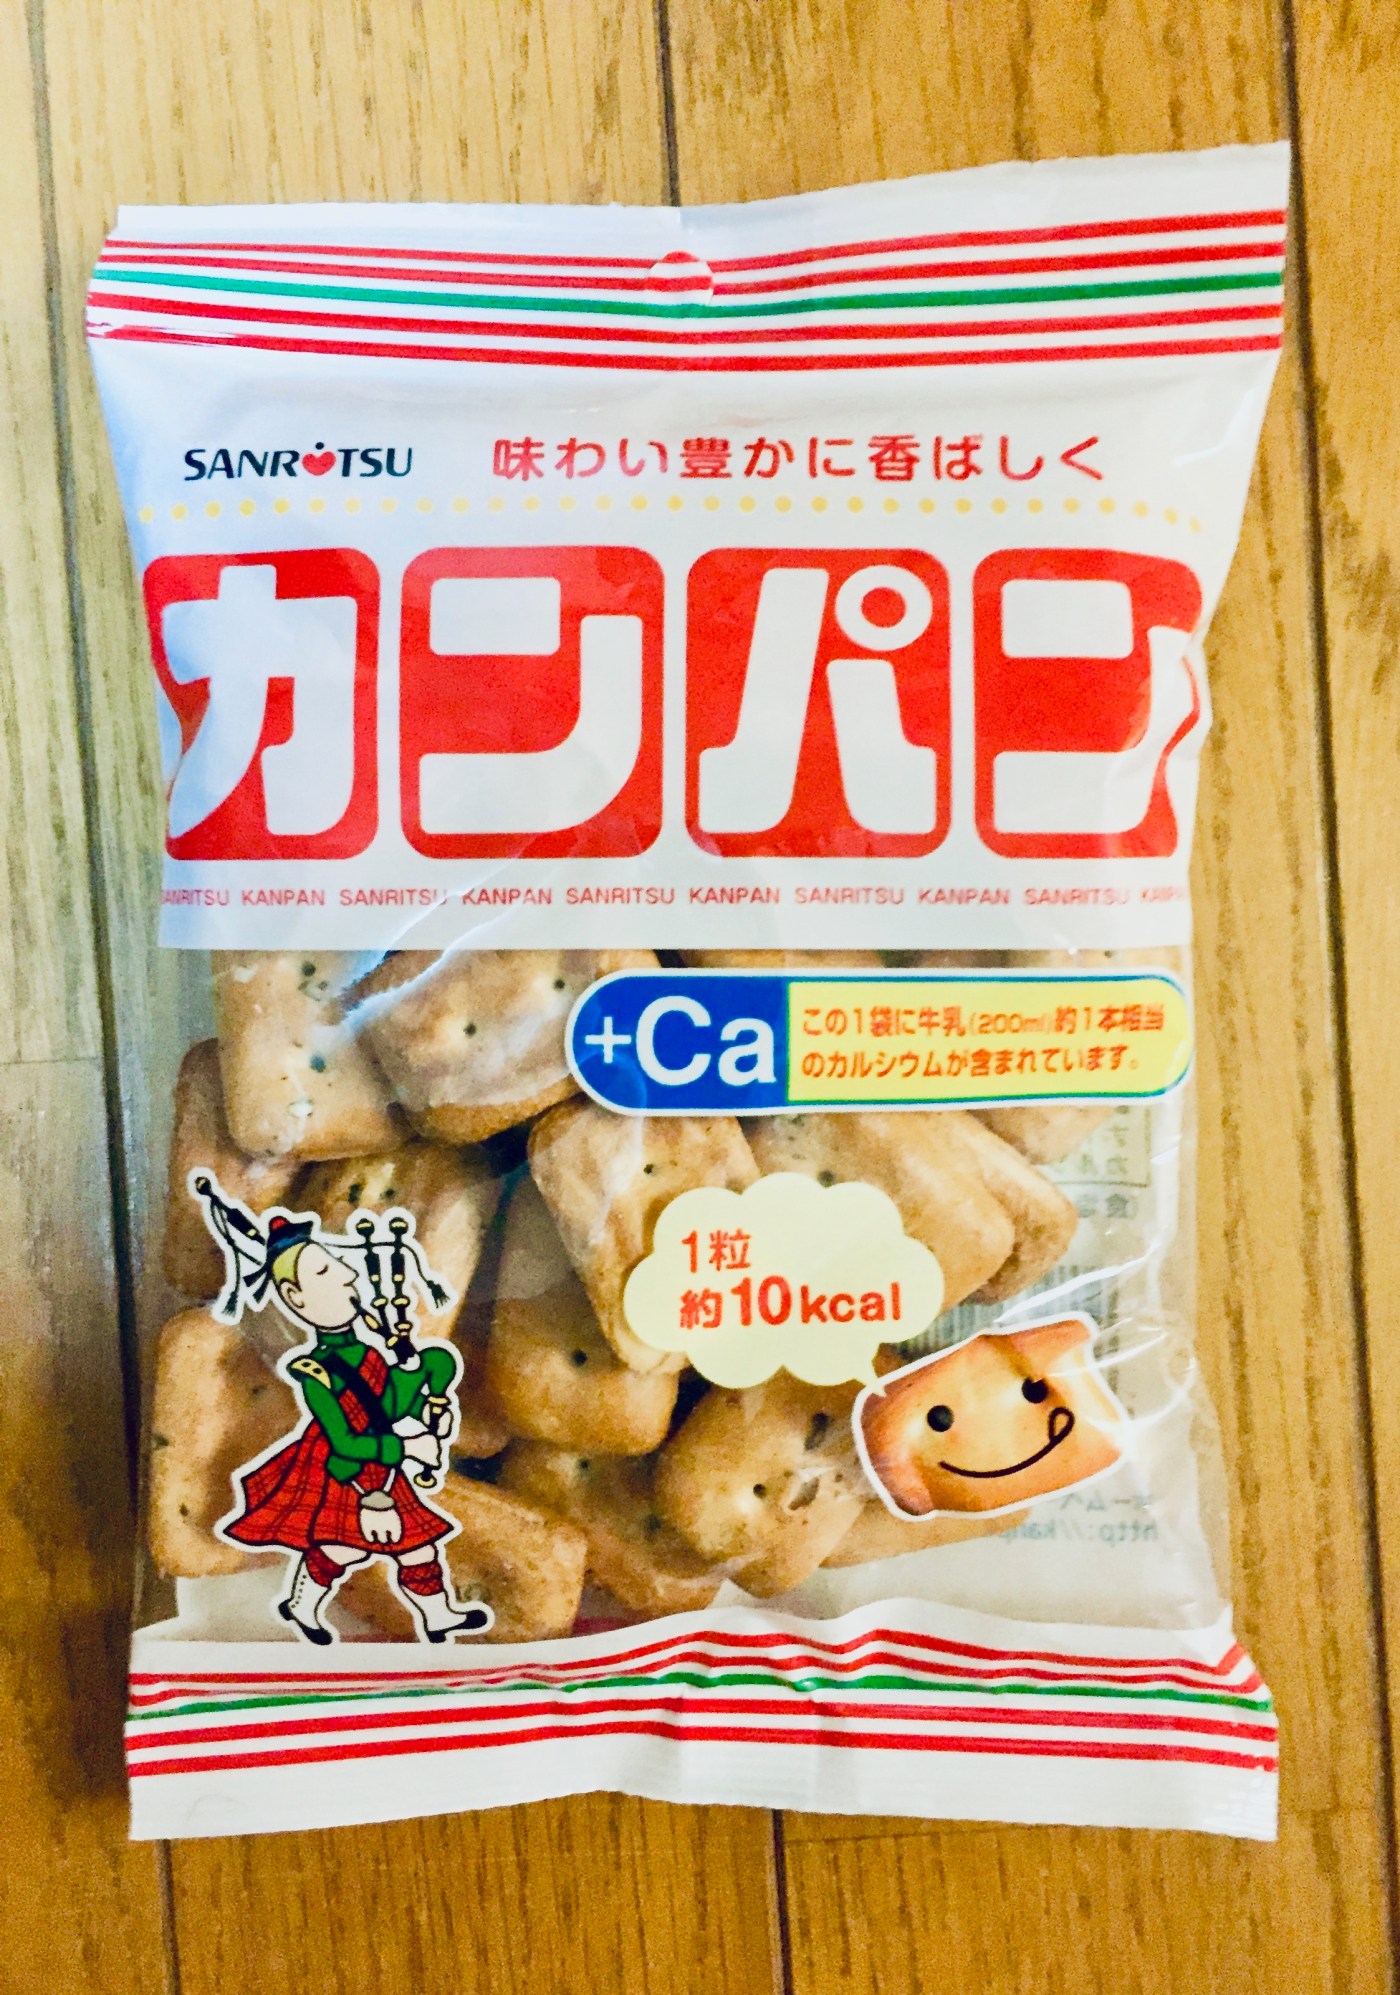 SANRITSU 味わい豊かに香ばしく
カンパン
SANRITSU KANPAN SANRITSU KANPAN SANRITSU KANPAN SANRITSU KANPAN SANRITSU KANPAN
+Ca
この1袋に牛乳(200ml)約1本相当
のカルシウムが含まれています。
1粒
約10kcal